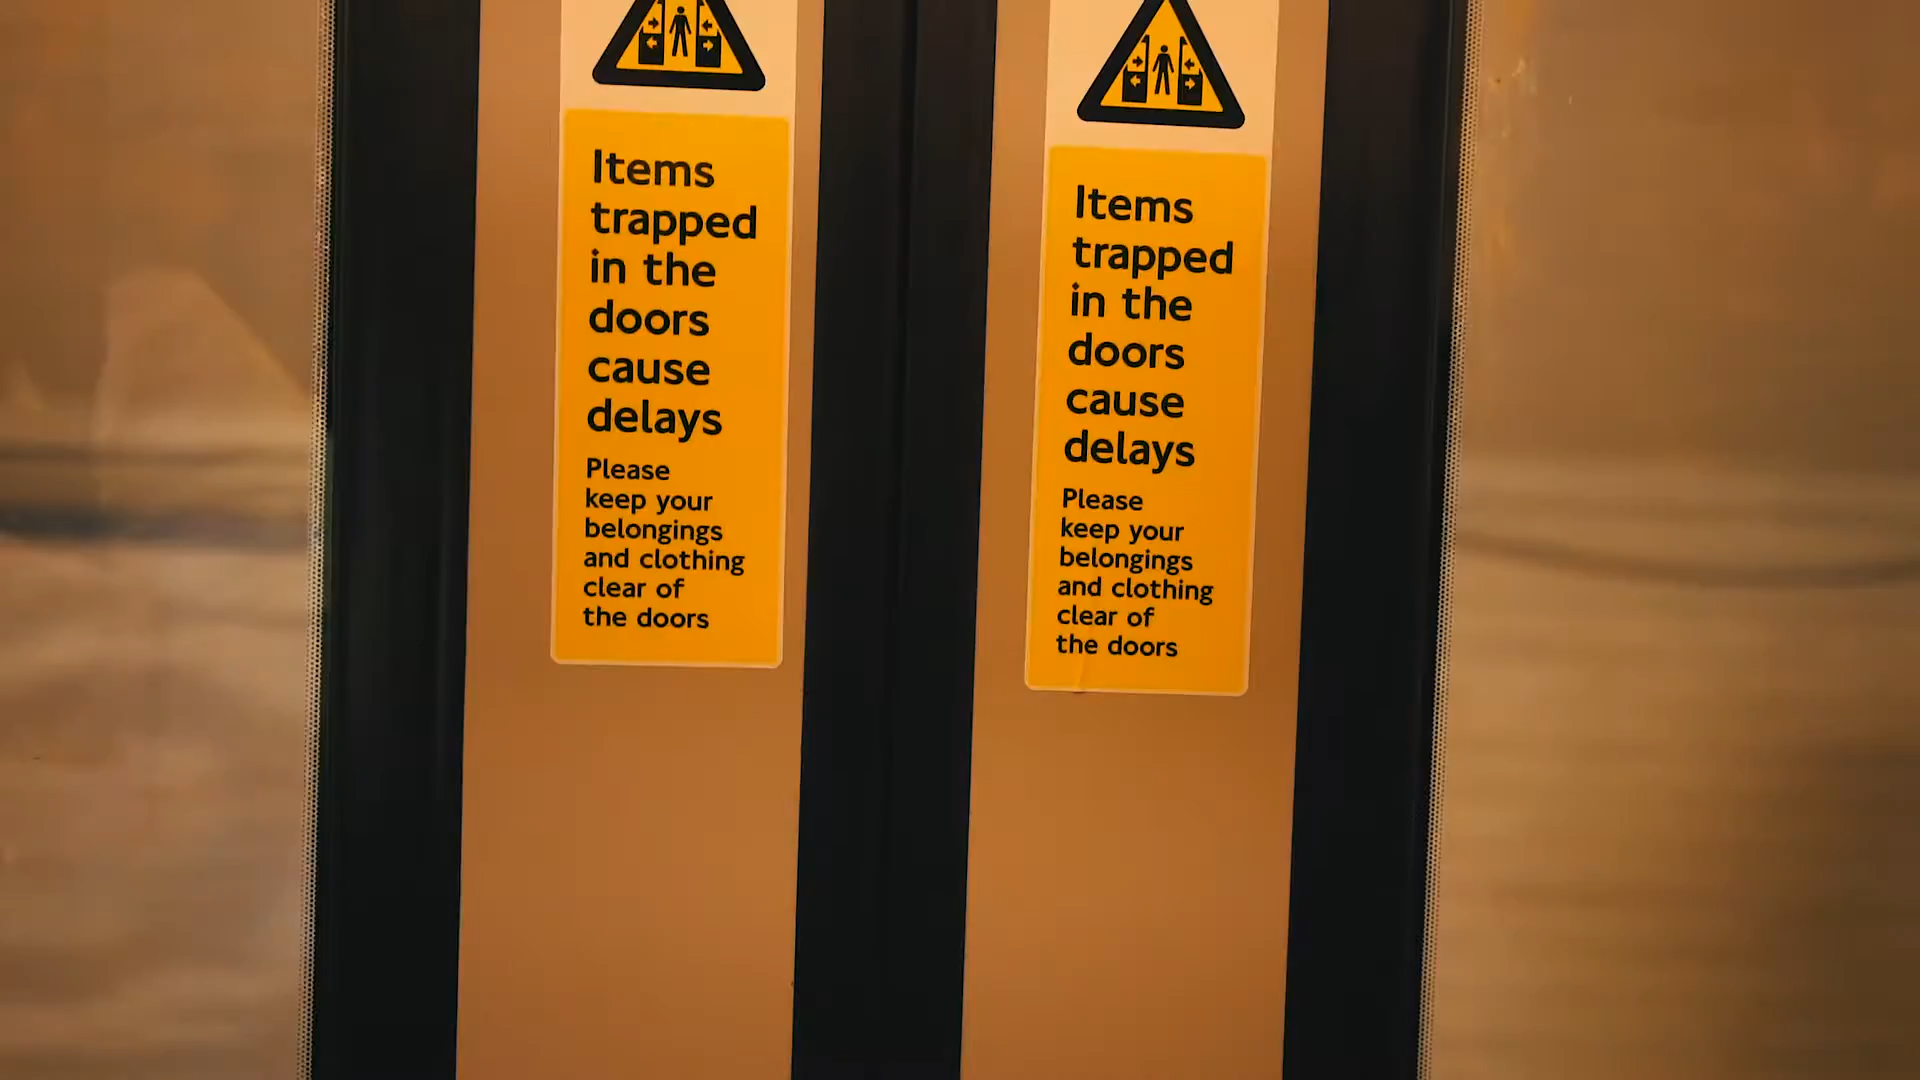 Items
trapped
in the
doors
cause
delays
Please
keep your
belongings
and clothing
clear of
the doors
Items
trapped
in the
doors
cause
delays
Please
keep your
belongings
and clothing
clear of
the doors